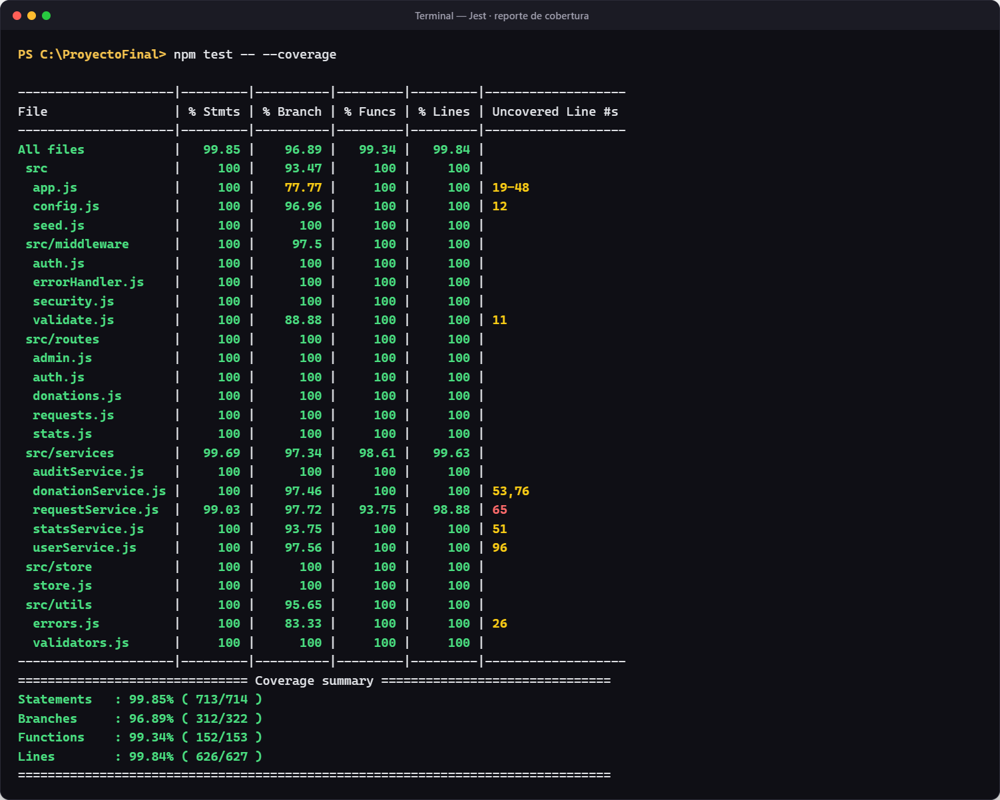 Terminal — Jest · reporte de cobertura
PS C:\ProyectoFinal> npm test -- --coverage
---------------------|---------|----------|---------|---------|-------------------
File                 | % Stmts | % Branch | % Funcs | % Lines | Uncovered Line #s
---------------------|---------|----------|---------|---------|-------------------
All files            |   99.85 |    96.89 |   99.34 |   99.84 |
 src                 |     100 |    93.47 |     100 |     100 |
  app.js             |     100 |    77.77 |     100 |     100 | 19-48
  config.js          |     100 |    96.96 |     100 |     100 | 12
  seed.js            |     100 |      100 |     100 |     100 |
 src/middleware      |     100 |     97.5 |     100 |     100 |
  auth.js            |     100 |      100 |     100 |     100 |
  errorHandler.js    |     100 |      100 |     100 |     100 |
  security.js        |     100 |      100 |     100 |     100 |
  validate.js        |     100 |    88.88 |     100 |     100 | 11
 src/routes          |     100 |      100 |     100 |     100 |
  admin.js           |     100 |      100 |     100 |     100 |
  auth.js            |     100 |      100 |     100 |     100 |
  donations.js       |     100 |      100 |     100 |     100 |
  requests.js        |     100 |      100 |     100 |     100 |
  stats.js           |     100 |      100 |     100 |     100 |
 src/services        |   99.69 |    97.34 |   98.61 |   99.63 |
  auditService.js    |     100 |      100 |     100 |     100 |
  donationService.js |     100 |    97.46 |     100 |     100 | 53,76
  requestService.js  |   99.03 |    97.72 |   93.75 |   98.88 | 65
  statsService.js    |     100 |    93.75 |     100 |     100 | 51
  userService.js     |     100 |    97.56 |     100 |     100 | 96
 src/store           |     100 |      100 |     100 |     100 |
  store.js           |     100 |      100 |     100 |     100 |
 src/utils           |     100 |    95.65 |     100 |     100 |
  errors.js          |     100 |    83.33 |     100 |     100 | 26
  validators.js      |     100 |      100 |     100 |     100 |
---------------------|---------|----------|---------|---------|-------------------
=============================== Coverage summary ===============================
Statements   : 99.85% ( 713/714 )
Branches     : 96.89% ( 312/322 )
Functions    : 99.34% ( 152/153 )
Lines        : 99.84% ( 626/627 )
================================================================================